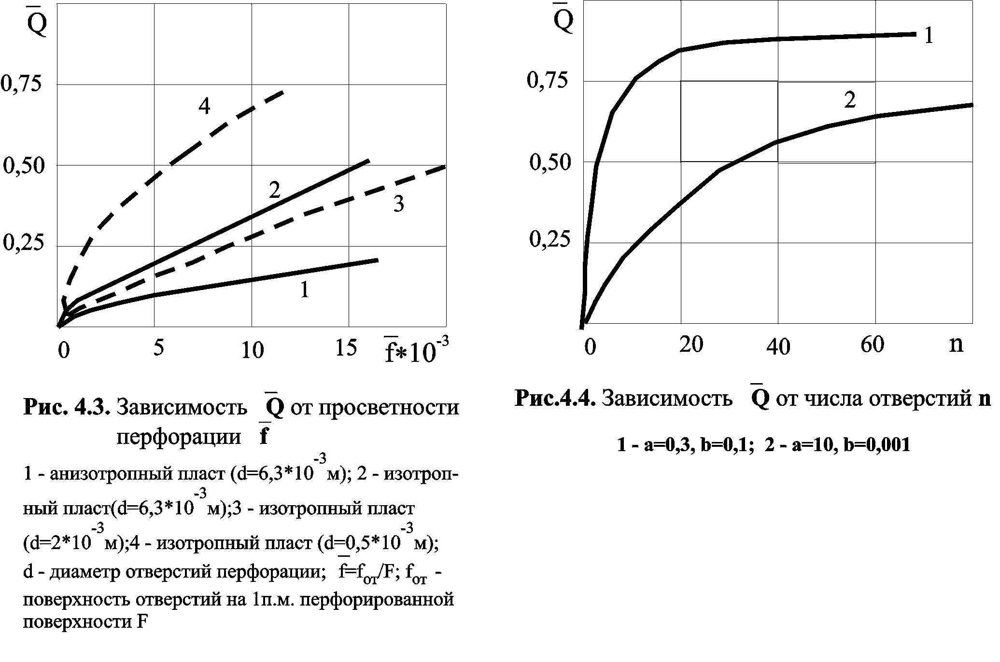 Q̅
0,75
0,50
0,25
4
2
3
1
0
5
10
15
f̅*10⁻³
Рис. 4.3. Зависимость Q̅ от просветности
перфорации f̅
1 - анизотропный пласт (d=6,3*10⁻³м); 2 - изотроп-
ный пласт(d=6,3*10⁻³м);3 - изотропный пласт
(d=2*10⁻³м);4 - изотропный пласт (d=0,5*10⁻³м);
d - диаметр отверстий перфорации; f̅=fот/F; fот -
поверхность отверстий на 1п.м. перфорированной
поверхности F
Q̅
0,75
0,50
0,25
1
2
0
20
40
60
n
Рис.4.4. Зависимость Q̅ от числа отверстий n
1 - a=0,3, b=0,1; 2 - a=10, b=0,001